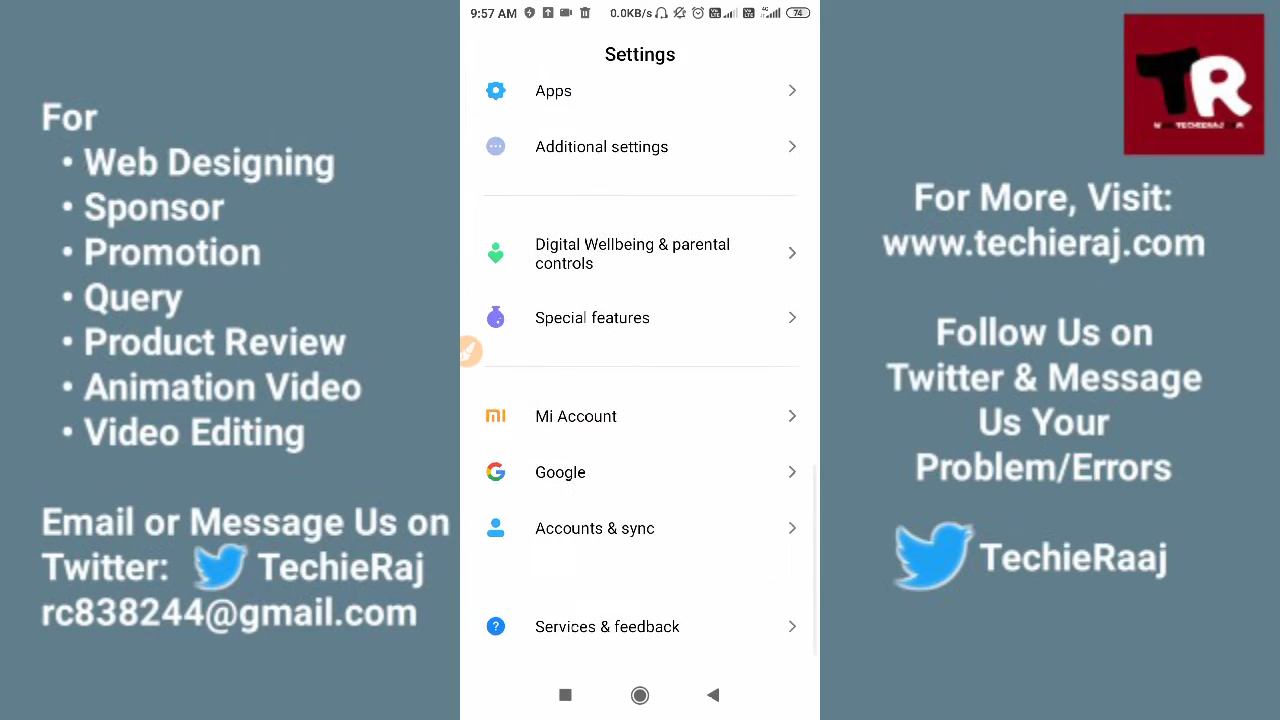 For
• Web Designing
• Sponsor
• Promotion
• Query
• Product Review
• Animation Video
• Video Editing
Email or Message Us on
Twitter: TechieRaj
rc838244@gmail.com
9:57 AM 0.0KB/s 4G 74
Settings
Apps
Additional settings
Digital Wellbeing & parental
controls
Special features
Mi Account
Google
Accounts & sync
Services & feedback
TR
For More, Visit:
www.techieraj.com
Follow Us on
Twitter & Message
Us Your
Problem/Errors
TechieRaaj